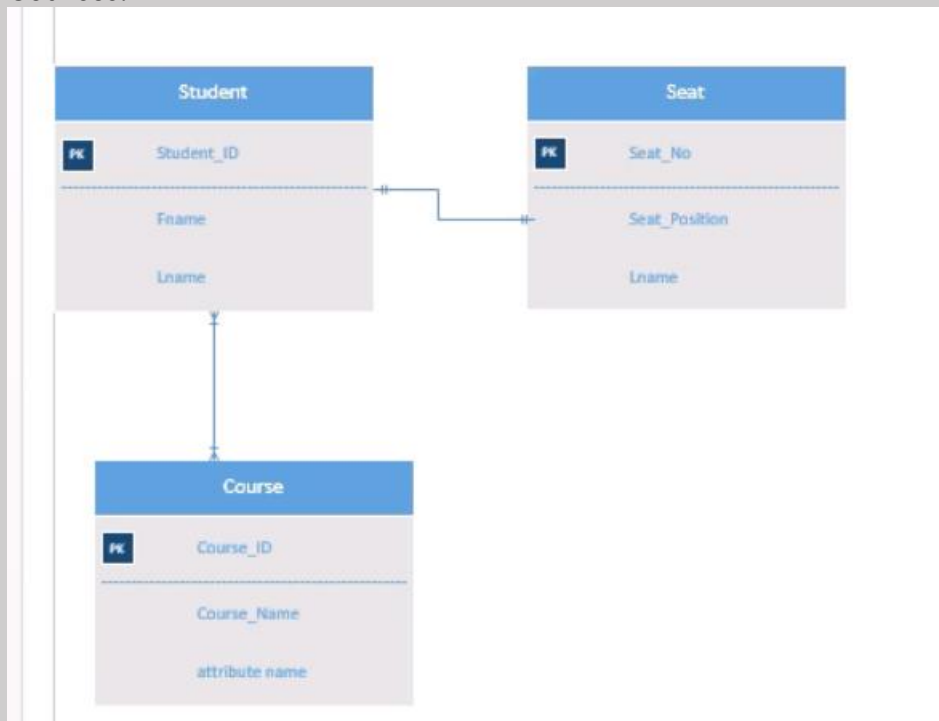 Student
PK Student_ID
Fname
Lname
Seat
PK Seat_No
Seat_Position
Lname
Course
PK Course_ID
Course_Name
attribute name